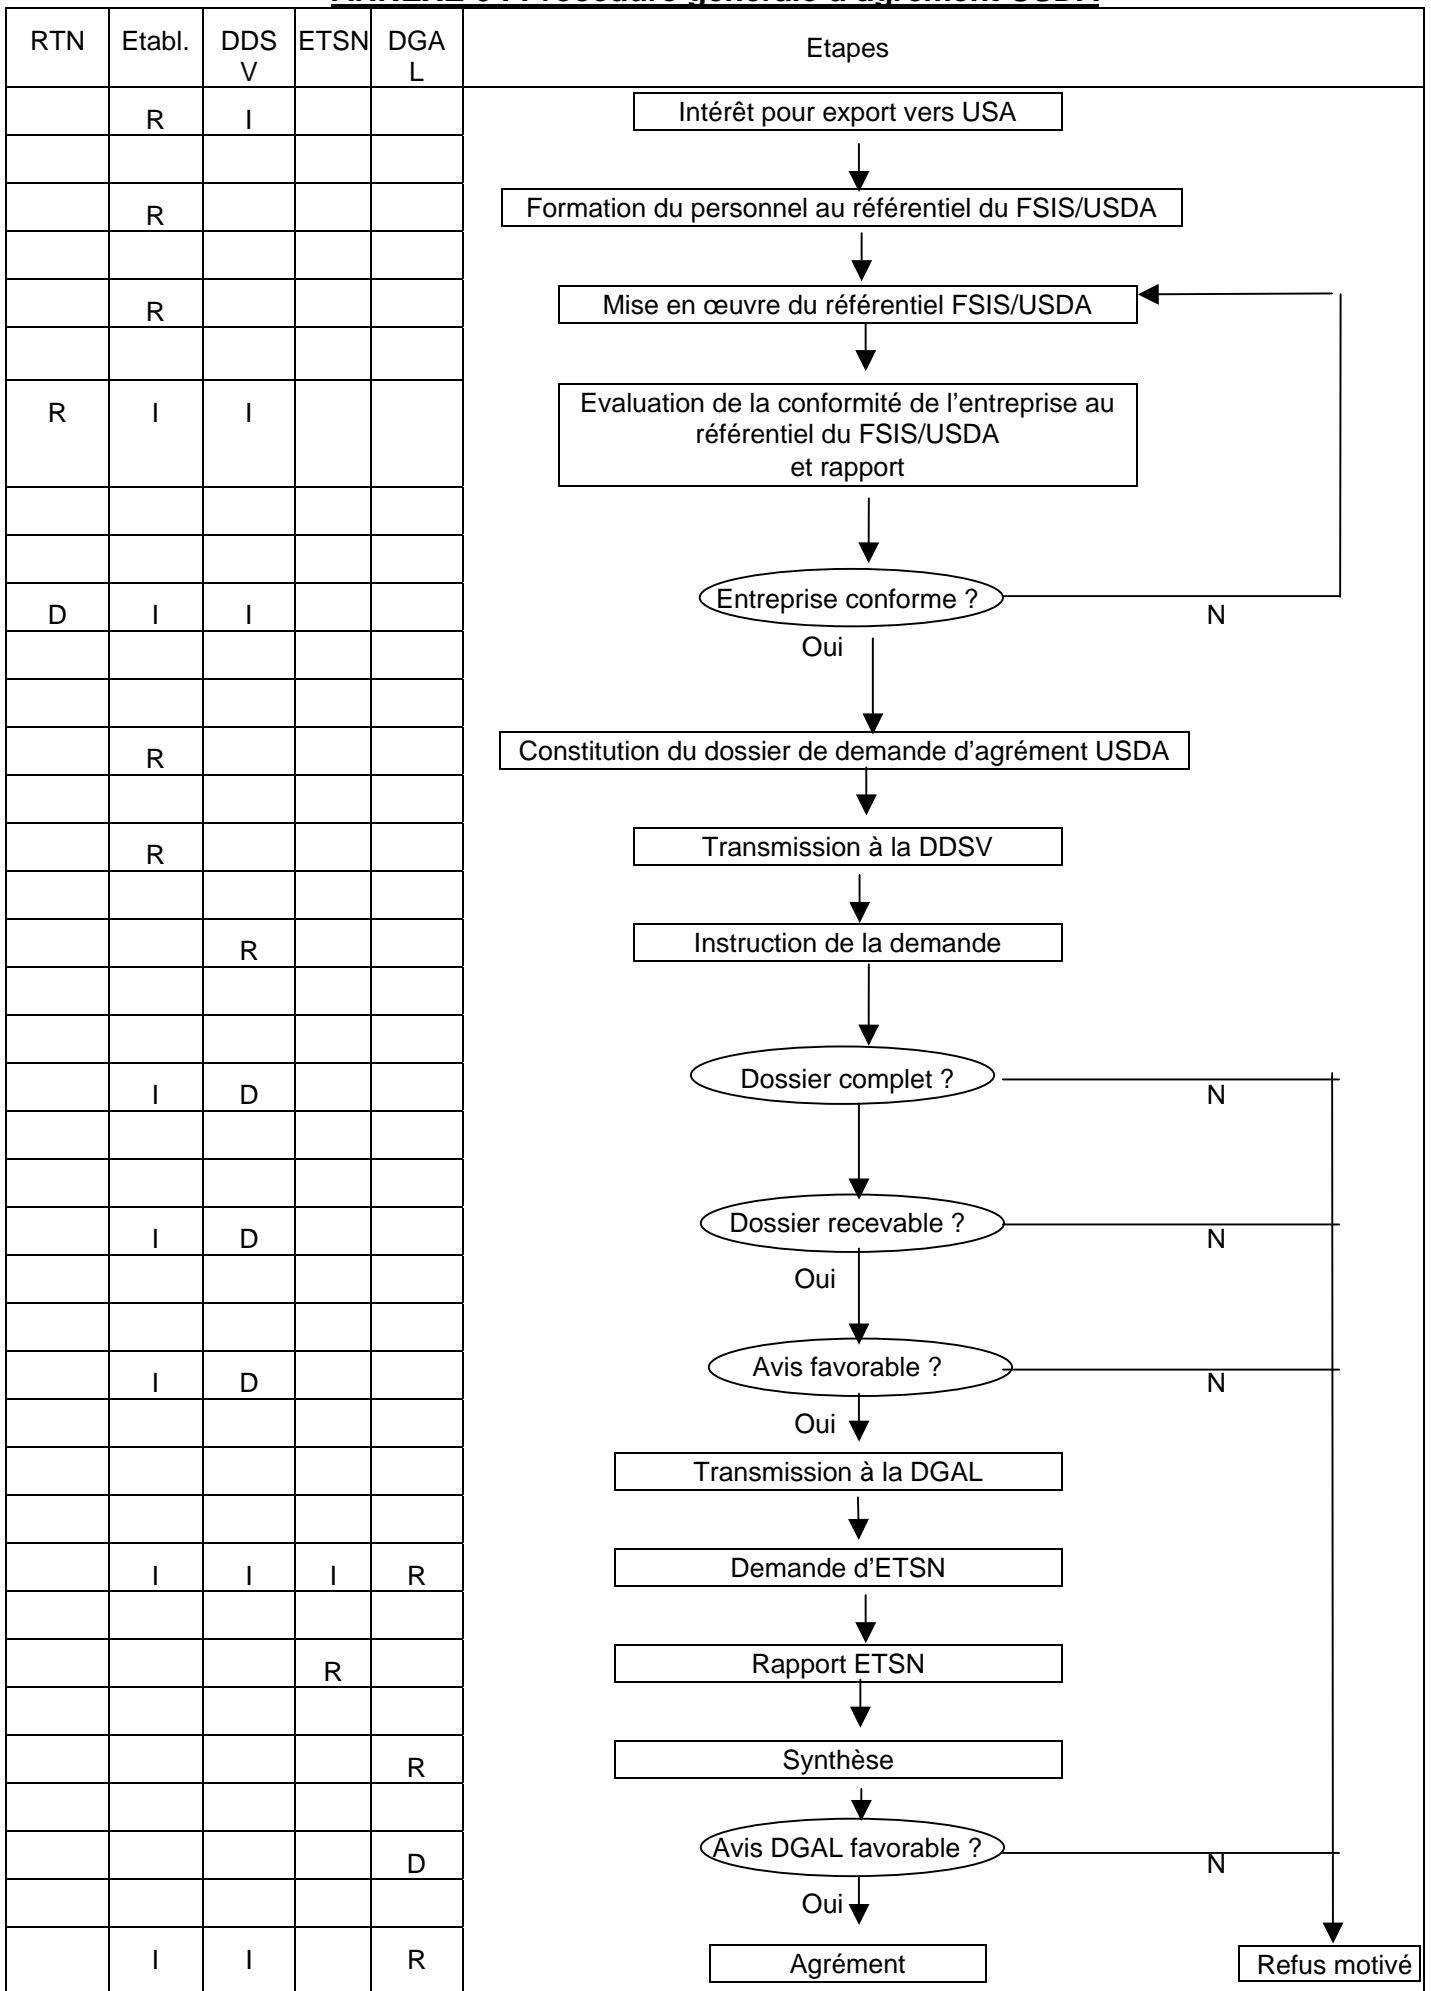 RTN Etabl. DDS ETSN DGA Etapes
V L
R I Intérêt pour export vers USA
R Formation du personnel au référentiel du FSIS/USDA
R Mise en œuvre du référentiel FSIS/USDA
R I I Evaluation de la conformité de l’entreprise au
référentiel du FSIS/USDA
et rapport
D I I Entreprise conforme ? N
Oui
R Constitution du dossier de demande d’agrément USDA
R Transmission à la DDSV
R Instruction de la demande
I D Dossier complet ? N
I D Dossier recevable ? N
Oui
I D Avis favorable ? N
Oui
Transmission à la DGAL
I I I R Demande d’ETSN
R Rapport ETSN
R Synthèse
D Avis DGAL favorable ? N
Oui
I I R Agrément Refus motivé